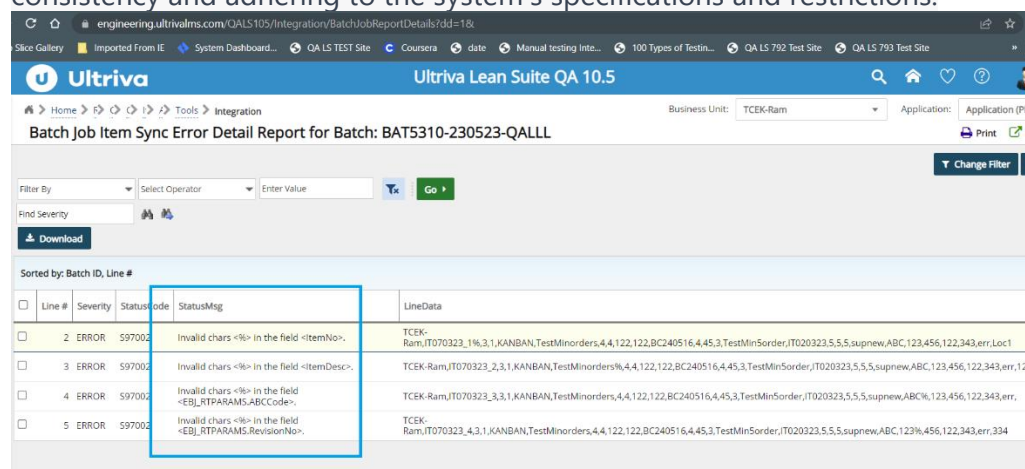 consistency and adhering to the system's specifications and restrictions.
engineering.ultrivalms.com/QALS105/Integration/BatchJobReportDetails?dd=1&
Slice Gallery Imported From IE System Dashboard... QA LS TEST Site Coursera date Manual testing Inte... 100 Types of Testin... QA LS 792 Test Site QA LS 793 Test Site »
Ultriva Ultriva Lean Suite QA 10.5
Home > Tools > Integration Business Unit: TCEK-Ram Application: Application (Pl
Batch Job Item Sync Error Detail Report for Batch: BAT5310-230523-QALLL Print
Change Filter
Filter By Select Operator Enter Value Go
Find Severity
Download
Sorted by: Batch ID, Line #
Line # Severity StatusCode StatusMsg LineData
2 ERROR S97002 Invalid chars <%> in the field <ItemNo>. TCEK-
Ram,IT070323_1%,3,1,KANBAN,TestMinorders,4,4,122,122,BC240516,4,45,3,TestMin5order,IT020323,5,5,5,supnew,ABC,123,456,122,343,err,Loc1
3 ERROR S97002 Invalid chars <%> in the field <ItemDesc>. TCEK-Ram,IT070323_2,3,1,KANBAN,TestMinorders%,4,4,122,122,BC240516,4,45,3,TestMin5order,IT020323,5,5,5,supnew,ABC,123,456,122,343,err,12
4 ERROR S97002 Invalid chars <%> in the field
<EBJ_RTPARAMS.ABCCode>. TCEK-Ram,IT070323_3,3,1,KANBAN,TestMinorders,4,4,122,122,BC240516,4,45,3,TestMin5order,IT020323,5,5,5,supnew,ABC%,123,456,122,343,err,
5 ERROR S97002 Invalid chars <%> in the field
<EBJ_RTPARAMS.RevisionNo>. TCEK-
Ram,IT070323_4,3,1,KANBAN,TestMinorders,4,4,122,122,BC240516,4,45,3,TestMin5order,IT020323,5,5,5,supnew,ABC,123%,456,122,343,err,334